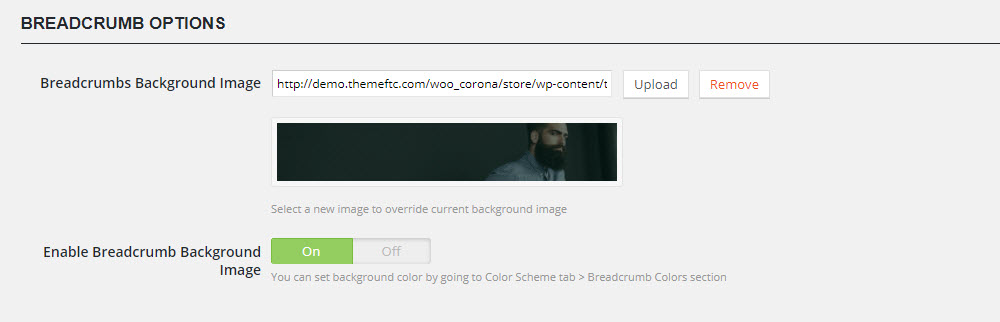 BREADCRUMB OPTIONS
Breadcrumbs Background Image
http://demo.themeftc.com/woo_corona/store/wp-content/t
Upload
Remove
Select a new image to override current background image
Enable Breadcrumb Background
Image
On
Off
You can set background color by going to Color Scheme tab > Breadcrumb Colors section